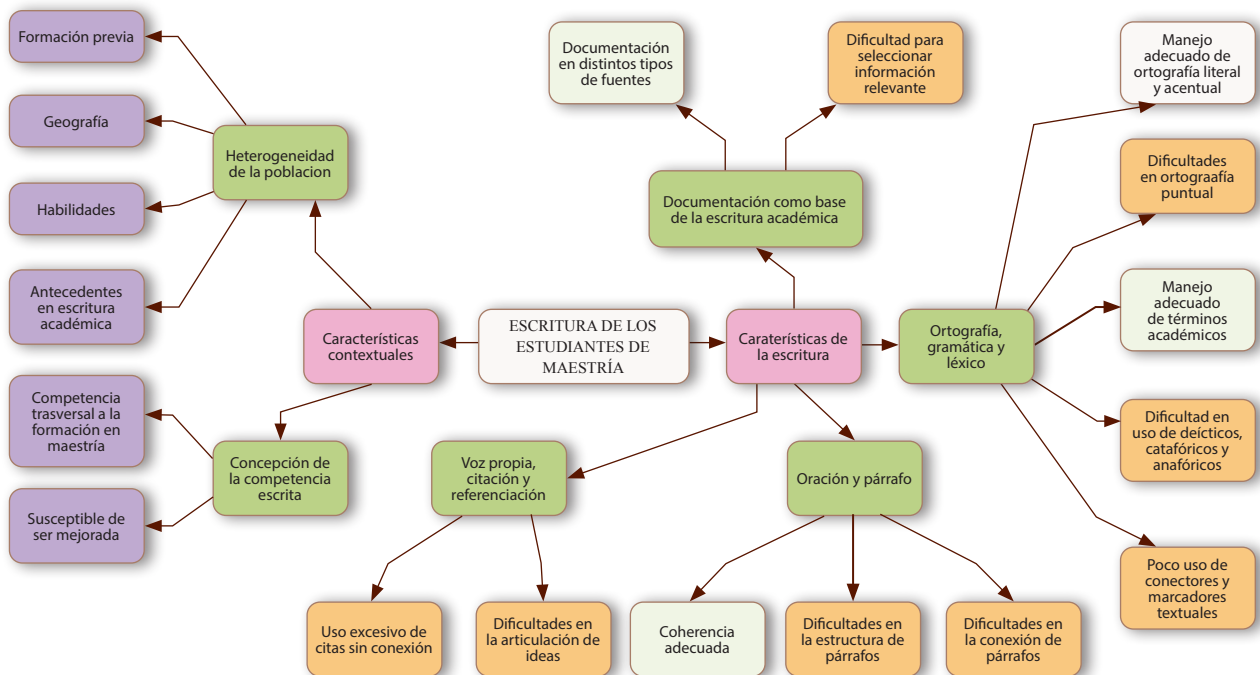 Formación previa
Geografía
Habilidades
Antecedentes
en escritura
académica
Competencia
trasversal a la
formación en
maestría
Susceptible de
ser mejorada
Heterogeneidad
de la poblacion
Características
contextuales
Concepción de
la competencia
escrita
ESCRITURA DE LOS
ESTUDIANTES DE
MAESTRÍA
Documentación
en distintos tipos
de fuentes
Dificultad para
seleccionar
información
relevante
Documentación como base
de la escritura académica
Caraterísticas de
la escritura
Voz propia,
citación y
referenciación
Oración y párrafo
Uso excesivo de
citas sin conexión
Dificultades en
la articulación de
ideas
Coherencia
adecuada
Dificultades en
la estructura de
párrafos
Dificultades en
la conexión de
párrafos
Ortografía,
gramática y
léxico
Manejo
adecuado de
ortografía literal
y acentual
Dificultades
en ortograafía
puntual
Manejo
adecuado
de términos
académicos
Dificultad en
uso de deícticos,
catafóricos y
anafóricos
Poco uso de
conectores y
marcadores
textuales